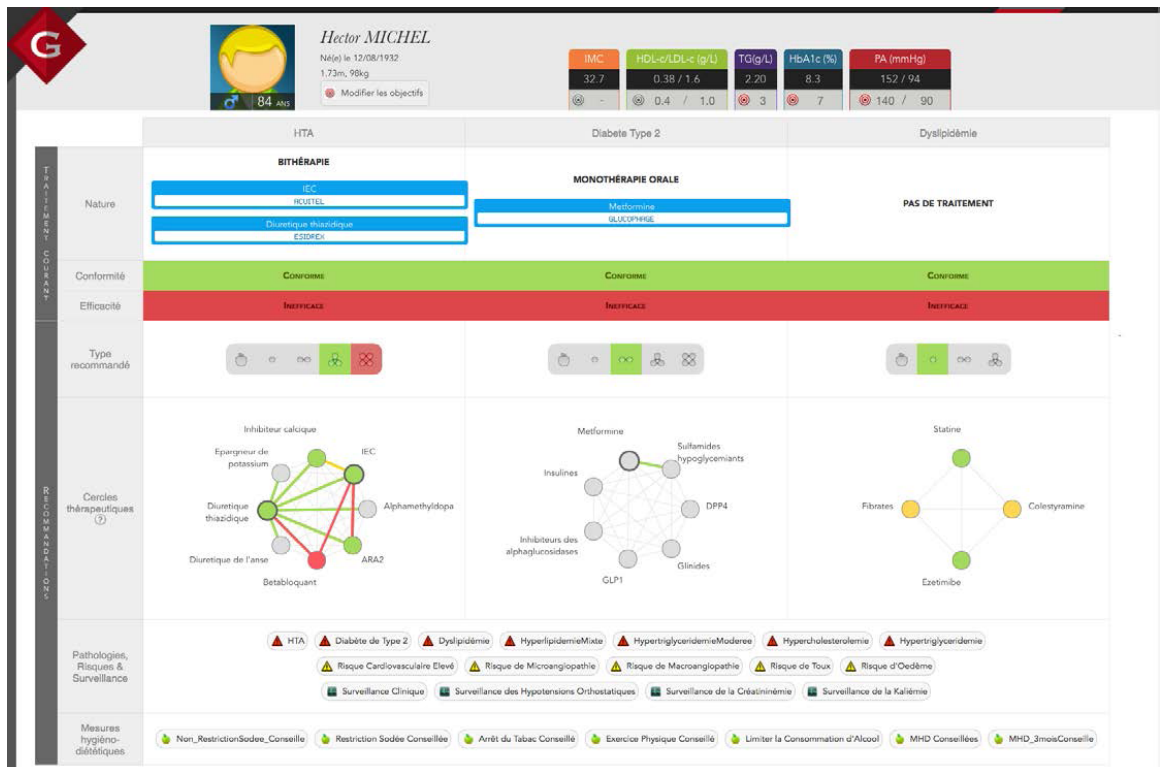 G
Hector MICHEL
Né(e) le 12/08/1932
1.73m, 98kg
Modifier les objectifs
84 ANS
IMC HDL-c/LDL-c (g/L) TG(g/L) HbA1c (%) PA (mmHg)
32.7 0.38 / 1.6 2.20 8.3 152 / 94
- 0.4 / 1.0 3 7 140 / 90
HTA Diabete Type 2 Dyslipidémie
TRAITEMENT COURANT
Nature
BITHÉRAPIE
IEC
ACUITEL
Diurétique thiazidique
ESIDREX
MONOTHÉRAPIE ORALE
Metformine
GLUCOPHAGE
PAS DE TRAITEMENT
Conformité CONFORME CONFORME CONFORME
Efficacité INEFFICACE INEFFICACE INEFFICACE
RECOMMANDATIONS
Type
recommandé
Cercles
thérapeutiques
(?)
Inhibiteur calcique
IEC
Epargneur de
potassium
Alphamethyldopa
Diuretique
thiazidique
ARA2
Diuretique de l'anse
Betabloquant
Metformine
Sulfamides
hypoglycemiants
Insulines
DPP4
Inhibiteurs des
alphaglucosidases
Glinides
GLP1
Statine
Fibrates
Colestyramine
Ezetimibe
Pathologies,
Risques &
Surveillance
HTA Diabète de Type 2 Dyslipidémie HyperlipidemieMixte HypertriglyceridemieModeree Hypercholesterolemie Hypertriglyceridemie
Risque Cardiovasculaire Elevé Risque de Microangiopathie Risque de Macroangiopathie Risque de Toux Risque d'Oedème
Surveillance Clinique Surveillance des Hypotensions Orthostatiques Surveillance de la Créatininémie Surveillance de la Kaliémie
Mesures
hygiéno-
diététiques
Non_RestrictionSodee_Conseille Restriction Sodée Conseillée Arrêt du Tabac Conseillé Exercice Physique Conseillé Limiter la Consommation d'Alcool MHD Conseillées MHD_3moisConseille